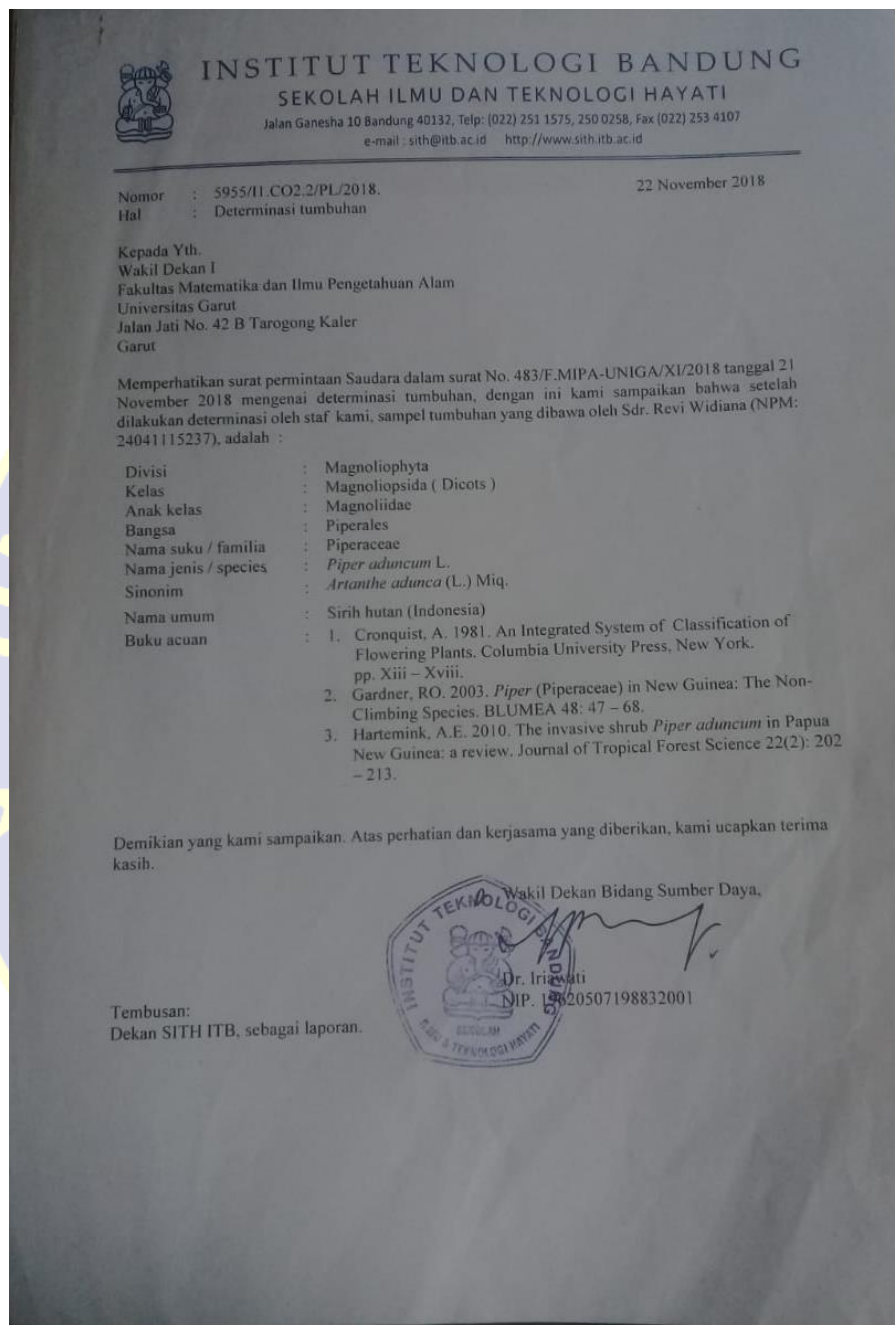 INSTITUT TEKNOLOGI BANDUNG
SEKOLAH ILMU DAN TEKNOLOGI HAYATI
Jalan Ganesha 10 Bandung 40132, Telp: (022) 251 1575, 250 0258, Fax (022) 253 4107
e-mail : sith@itb.ac.id http://www.sith.itb.ac.id
Nomor : 5955/I1.CO2.2/PL/2018. 22 November 2018
Hal : Determinasi tumbuhan
Kepada Yth.
Wakil Dekan I
Fakultas Matematika dan Ilmu Pengetahuan Alam
Universitas Garut
Jalan Jati No. 42 B Tarogong Kaler
Garut
Memperhatikan surat permintaan Saudara dalam surat No. 483/F.MIPA-UNIGA/XI/2018 tanggal 21
November 2018 mengenai determinasi tumbuhan, dengan ini kami sampaikan bahwa setelah
dilakukan determinasi oleh staf kami, sampel tumbuhan yang dibawa oleh Sdr. Revi Widiana (NPM:
24041115237), adalah :
Divisi : Magnoliophyta
Kelas : Magnoliopsida ( Dicots )
Anak kelas : Magnoliidae
Bangsa : Piperales
Nama suku / familia : Piperaceae
Nama jenis / species : Piper aduncum L.
Sinonim : Artanthe adunca (L.) Miq.
Nama umum : Sirih hutan (Indonesia)
Buku acuan : 1. Cronquist, A. 1981. An Integrated System of Classification of
Flowering Plants. Columbia University Press, New York.
pp. Xiii – Xviii.
2. Gardner, RO. 2003. Piper (Piperaceae) in New Guinea: The Non-
Climbing Species. BLUMEA 48: 47 – 68.
3. Hartemink, A.E. 2010. The invasive shrub Piper aduncum in Papua
New Guinea: a review. Journal of Tropical Forest Science 22(2): 202
– 213.
Demikian yang kami sampaikan. Atas perhatian dan kerjasama yang diberikan, kami ucapkan terima
kasih.
Wakil Dekan Bidang Sumber Daya,
INSTITUT TEKNOLOGI BANDUNG
SEKOLAH
ILMU & TEKNOLOGI HAYATI
Dr. Iriawati
NIP.
Tembusan:
Dekan SITH ITB, sebagai laporan.